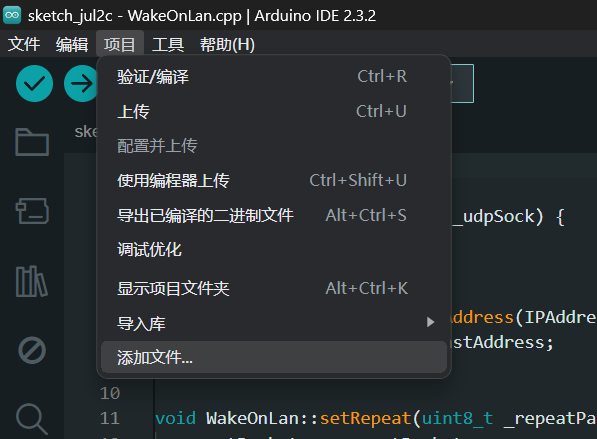 sketch_jul2c - WakeOnLan.cpp | Arduino IDE 2.3.2
文件 编辑 项目 工具 帮助(H)
验证/编译 Ctrl+R
上传 Ctrl+U
配置并上传
使用编程器上传 Ctrl+Shift+U
导出已编译的二进制文件 Alt+Ctrl+S
调试优化
显示项目文件夹 Alt+Ctrl+K
导入库
添加文件...
ske
_udpSock) {
Address(IPAddre
stAddress;
10
11 void WakeOnLan::setRepeat(uint8_t _repeatPa